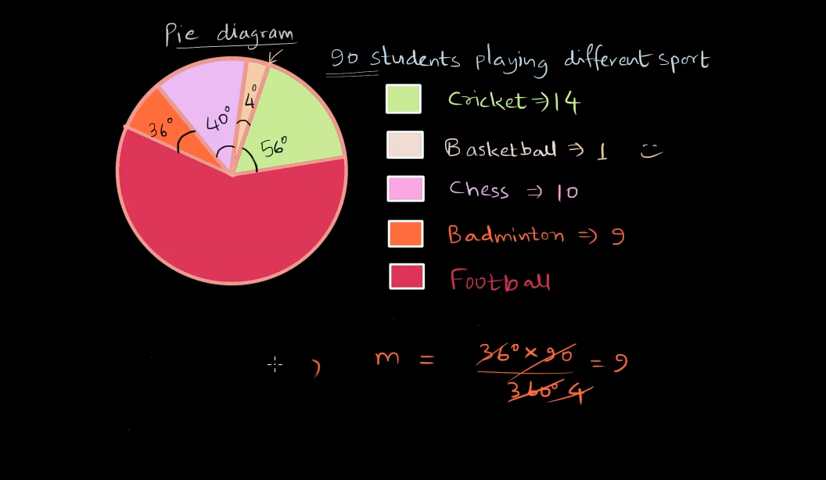 Pie diagram
90 students playing different sport
36° 40° 4° 56°
Cricket ⇒ 14
Basketball ⇒ 1
Chess ⇒ 10
Badminton ⇒ 9
Football
, m = 36° × 90 / 360° 4 = 9